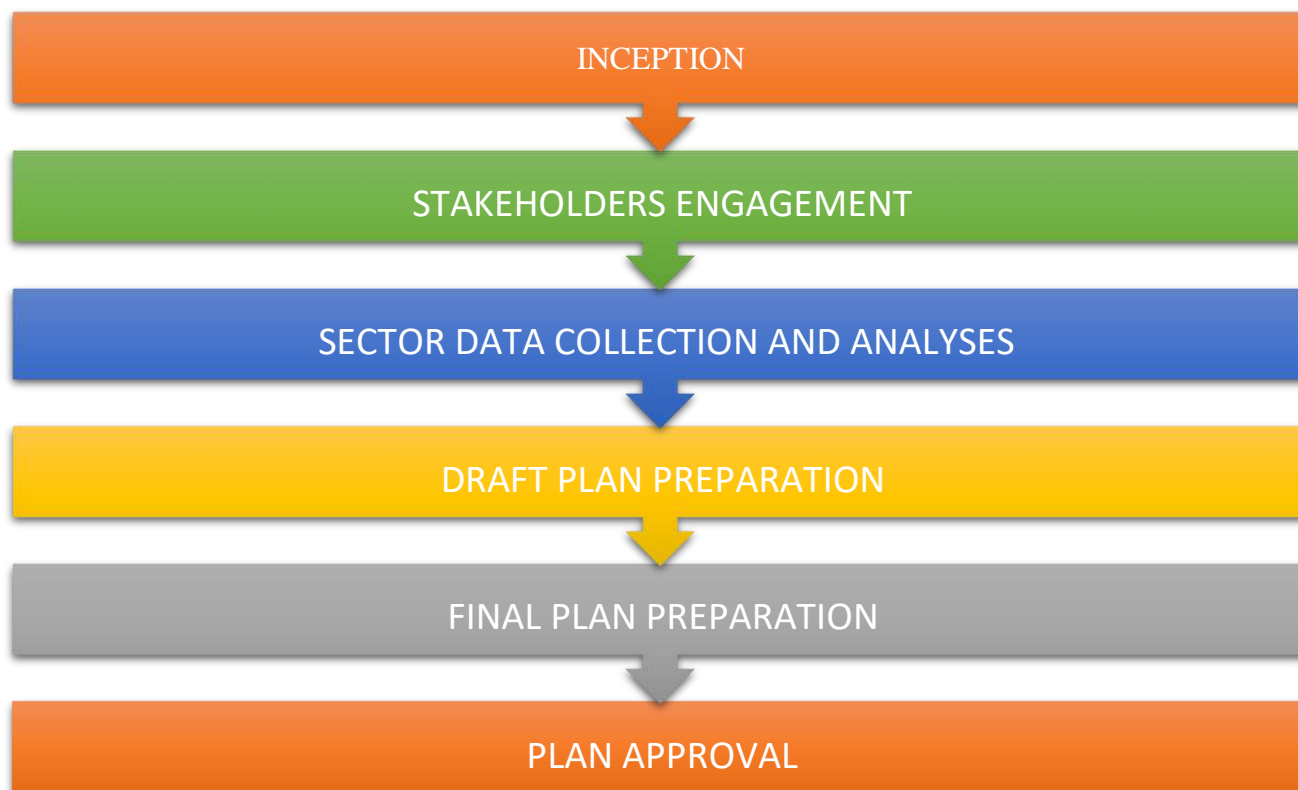 INCEPTION
STAKEHOLDERS ENGAGEMENT
SECTOR DATA COLLECTION AND ANALYSES
DRAFT PLAN PREPARATION
FINAL PLAN PREPARATION
PLAN APPROVAL